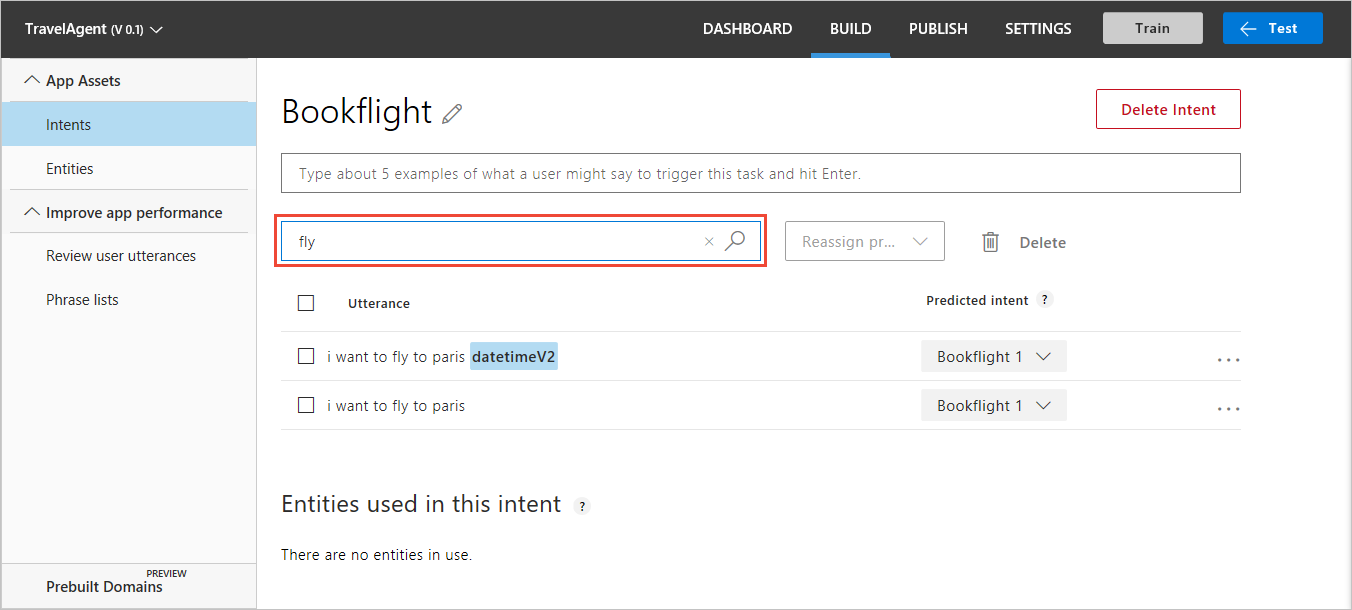 TravelAgent (V 0.1) DASHBOARD BUILD PUBLISH SETTINGS Train Test
App Assets
Intents
Entities
Improve app performance
Review user utterances
Phrase lists
PREVIEW
Prebuilt Domains
Bookflight
Delete Intent
Type about 5 examples of what a user might say to trigger this task and hit Enter.
fly Reassign pr... Delete
Utterance Predicted intent ?
i want to fly to paris datetimeV2 Bookflight 1 ...
i want to fly to paris Bookflight 1 ...
Entities used in this intent ?
There are no entities in use.